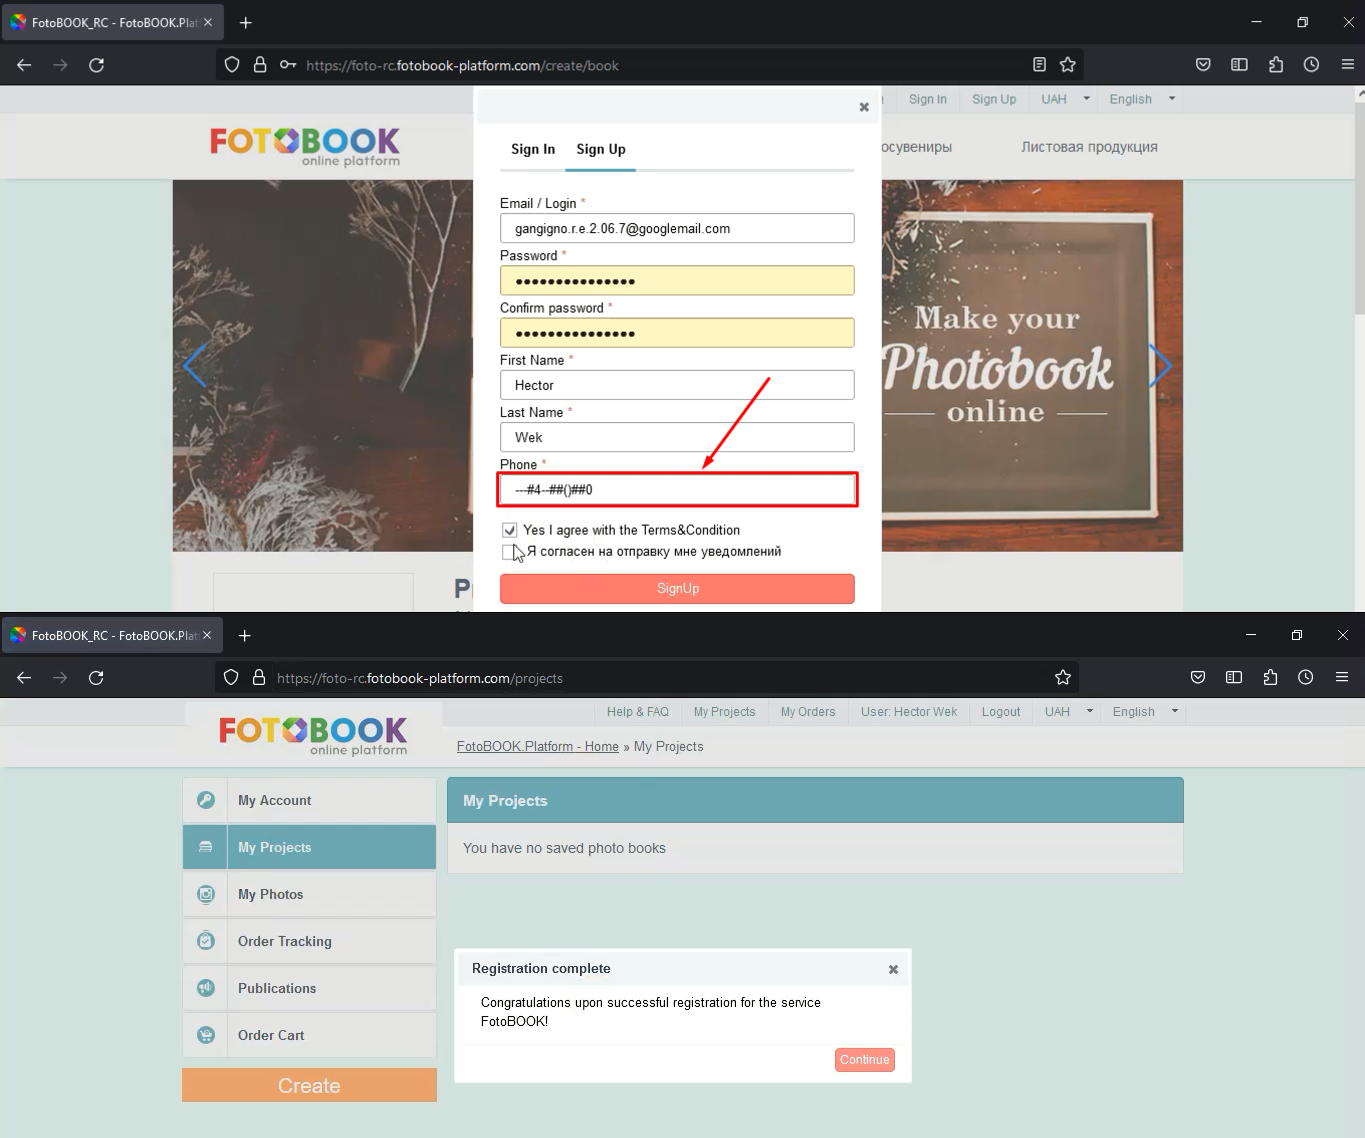 FotoBOOK_RC - FotoBOOK.Plat
https://foto-rc.fotobook-platform.com/create/book
Sign In Sign Up UAH English
FOTOBOOK
online platform
Sign In Sign Up
осувениры Листовая продукция
Email / Login *
gangigno.r.e.2.06.7@googlemail.com
Password *
●●●●●●●●●●●●●●●
Confirm password *
●●●●●●●●●●●●●●●
First Name *
Hector
Last Name *
Wek
Phone *
---#4--##()##0
Yes I agree with the Terms&Condition
Я согласен на отправку мне уведомлений
SignUp
Make your
Photobook
online
FotoBOOK_RC - FotoBOOK.Plat
https://foto-rc.fotobook-platform.com/projects
Help & FAQ My Projects My Orders User: Hector Wek Logout UAH English
FOTOBOOK
online platform
FotoBOOK.Platform - Home » My Projects
My Account
My Projects
My Photos
Order Tracking
Publications
Order Cart
Create
My Projects
You have no saved photo books
Registration complete
Congratulations upon successful registration for the service
FotoBOOK!
Continue